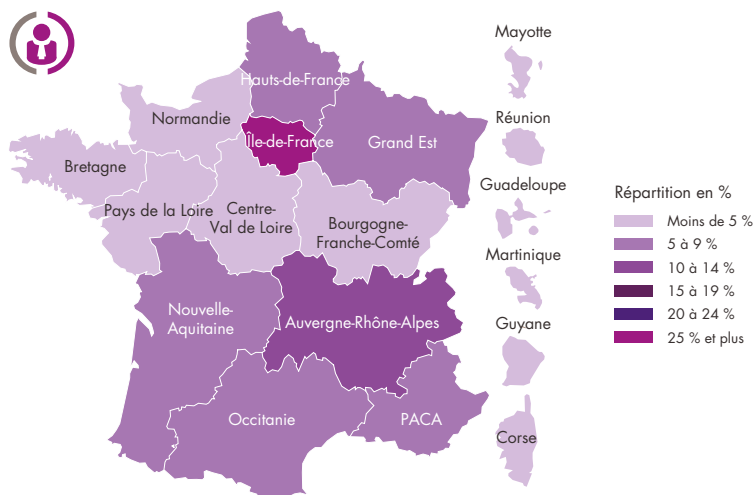 Mayotte
Hauts-de-France
Normandie
Île-de-France
Grand Est
Réunion
Bretagne
Guadeloupe
Répartition en %
Pays de la Loire
Centre-
Val de Loire
Bourgogne-
Franche-Comté
Moins de 5 %
5 à 9 %
Martinique
10 à 14 %
15 à 19 %
Nouvelle-
Aquitaine
Auvergne-Rhône-Alpes
20 à 24 %
Guyane
25 % et plus
Occitanie
PACA
Corse